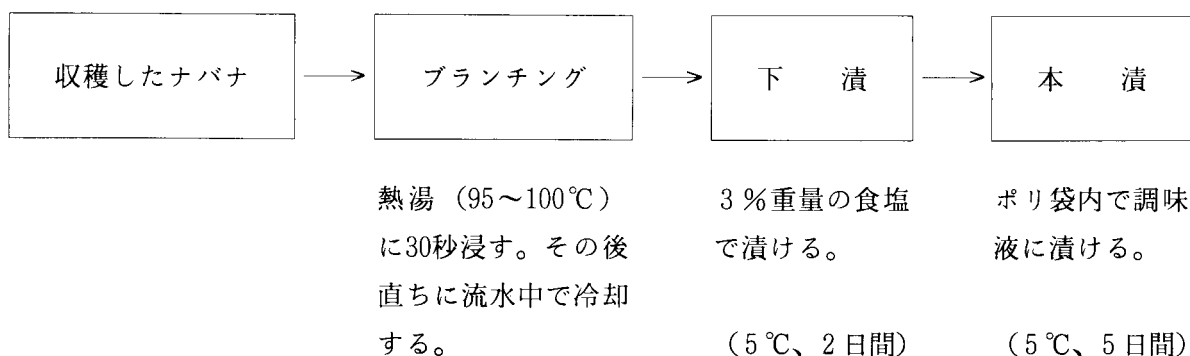 収穫したナバナ
ブランチング
下 漬
本 漬
熱湯（95～100℃）
に30秒浸す。その後
直ちに流水中で冷却
する。
3％重量の食塩
で漬ける。
（5℃、2日間）
ポリ袋内で調味
液に漬ける。
（5℃、5日間）